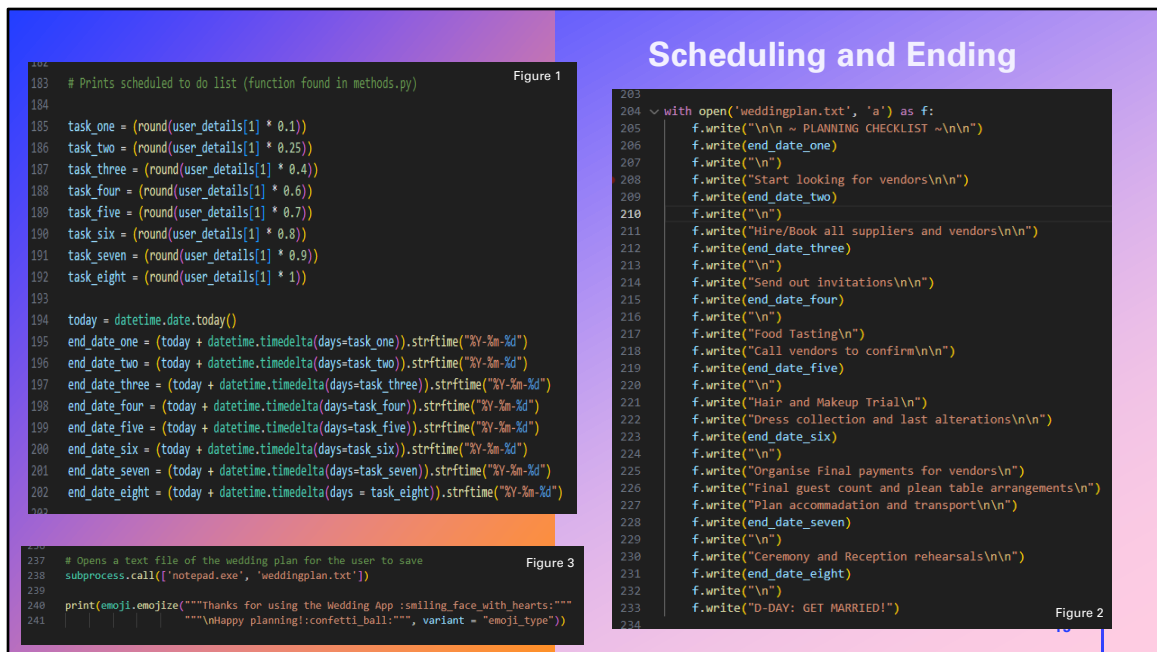 Scheduling and Ending
Figure 1
182
183 # Prints scheduled to do list (function found in methods.py)
184
185 task_one = (round(user_details[1] * 0.1))
186 task_two = (round(user_details[1] * 0.25))
187 task_three = (round(user_details[1] * 0.4))
188 task_four = (round(user_details[1] * 0.6))
189 task_five = (round(user_details[1] * 0.7))
190 task_six = (round(user_details[1] * 0.8))
191 task_seven = (round(user_details[1] * 0.9))
192 task_eight = (round(user_details[1] * 1))
193
194 today = datetime.date.today()
195 end_date_one = (today + datetime.timedelta(days=task_one)).strftime("%Y-%m-%d")
196 end_date_two = (today + datetime.timedelta(days=task_two)).strftime("%Y-%m-%d")
197 end_date_three = (today + datetime.timedelta(days=task_three)).strftime("%Y-%m-%d")
198 end_date_four = (today + datetime.timedelta(days=task_four)).strftime("%Y-%m-%d")
199 end_date_five = (today + datetime.timedelta(days=task_five)).strftime("%Y-%m-%d")
200 end_date_six = (today + datetime.timedelta(days=task_six)).strftime("%Y-%m-%d")
201 end_date_seven = (today + datetime.timedelta(days=task_seven)).strftime("%Y-%m-%d")
202 end_date_eight = (today + datetime.timedelta(days = task_eight)).strftime("%Y-%m-%d")
203
203
204 with open('weddingplan.txt', 'a') as f:
205 f.write("\n\n ~ PLANNING CHECKLIST ~\n\n")
206 f.write(end_date_one)
207 f.write("\n")
208 f.write("Start looking for vendors\n\n")
209 f.write(end_date_two)
210 f.write("\n")
211 f.write("Hire/Book all suppliers and vendors\n\n")
212 f.write(end_date_three)
213 f.write("\n")
214 f.write("Send out invitations\n\n")
215 f.write(end_date_four)
216 f.write("\n")
217 f.write("Food Tasting\n")
218 f.write("Call vendors to confirm\n\n")
219 f.write(end_date_five)
220 f.write("\n")
221 f.write("Hair and Makeup Trial\n")
222 f.write("Dress collection and last alterations\n\n")
223 f.write(end_date_six)
224 f.write("\n")
225 f.write("Organise Final payments for vendors\n")
226 f.write("Final guest count and plean table arrangements\n")
227 f.write("Plan accommadation and transport\n\n")
228 f.write(end_date_seven)
229 f.write("\n")
230 f.write("Ceremony and Reception rehearsals\n\n")
231 f.write(end_date_eight)
232 f.write("\n")
233 f.write("D-DAY: GET MARRIED!")
234
Figure 2
Figure 3
237 # Opens a text file of the wedding plan for the user to save
238 subprocess.call(['notepad.exe', 'weddingplan.txt'])
239
240 print(emoji.emojize("""Thanks for using the Wedding App :smiling_face_with_hearts:"""
241 """\nHappy planning!:confetti_ball:""", variant = "emoji_type"))